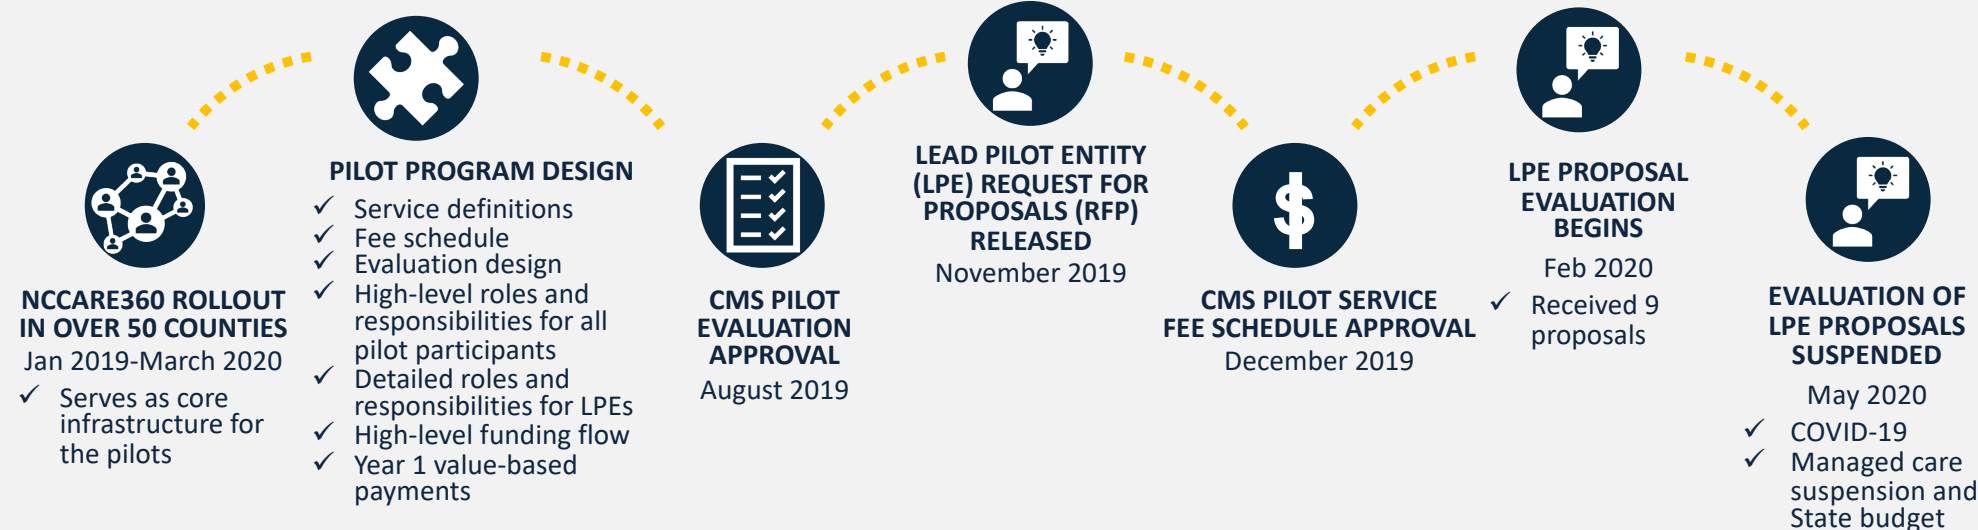 NCCARE360 ROLLOUT
IN OVER 50 COUNTIES
Jan 2019-March 2020
✓ Serves as core
infrastructure for
the pilots
PILOT PROGRAM DESIGN
✓ Service definitions
✓ Fee schedule
✓ Evaluation design
✓ High-level roles and
responsibilities for all
pilot participants
✓ Detailed roles and
responsibilities for LPEs
✓ High-level funding flow
✓ Year 1 value-based
payments
CMS PILOT
EVALUATION
APPROVAL
August 2019
LEAD PILOT ENTITY
(LPE) REQUEST FOR
PROPOSALS (RFP)
RELEASED
November 2019
$
CMS PILOT SERVICE
FEE SCHEDULE APPROVAL
December 2019
LPE PROPOSAL
EVALUATION
BEGINS
Feb 2020
✓ Received 9
proposals
EVALUATION OF
LPE PROPOSALS
SUSPENDED
May 2020
✓ COVID-19
✓ Managed care
suspension and
State budget